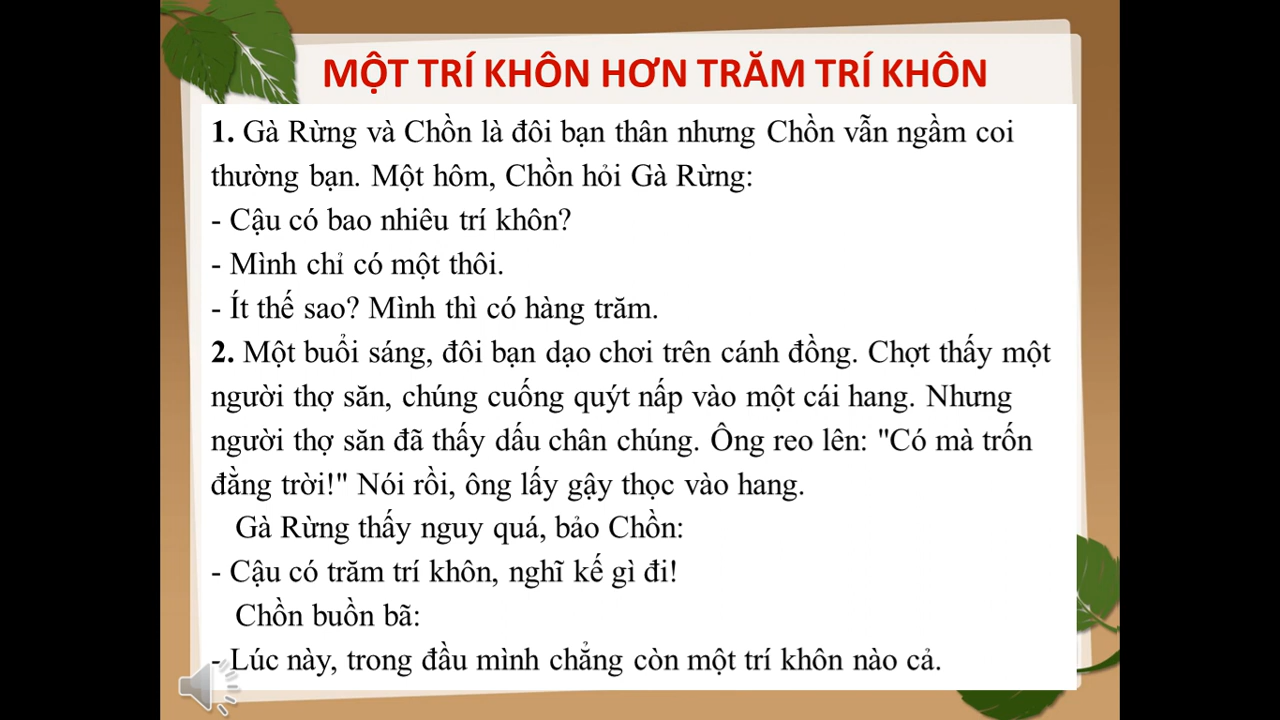 MỘT TRÍ KHÔN HƠN TRĂM TRÍ KHÔN
1. Gà Rừng và Chồn là đôi bạn thân nhưng Chồn vẫn ngầm coi
thường bạn. Một hôm, Chồn hỏi Gà Rừng:
- Cậu có bao nhiêu trí khôn?
- Mình chỉ có một thôi.
- Ít thế sao? Mình thì có hàng trăm.
2. Một buổi sáng, đôi bạn dạo chơi trên cánh đồng. Chợt thấy một
người thợ săn, chúng cuống quýt nấp vào một cái hang. Nhưng
người thợ săn đã thấy dấu chân chúng. Ông reo lên: "Có mà trốn
đằng trời!" Nói rồi, ông lấy gậy thọc vào hang.
Gà Rừng thấy nguy quá, bảo Chồn:
- Cậu có trăm trí khôn, nghĩ kế gì đi!
Chồn buồn bã:
- Lúc này, trong đầu mình chẳng còn một trí khôn nào cả.